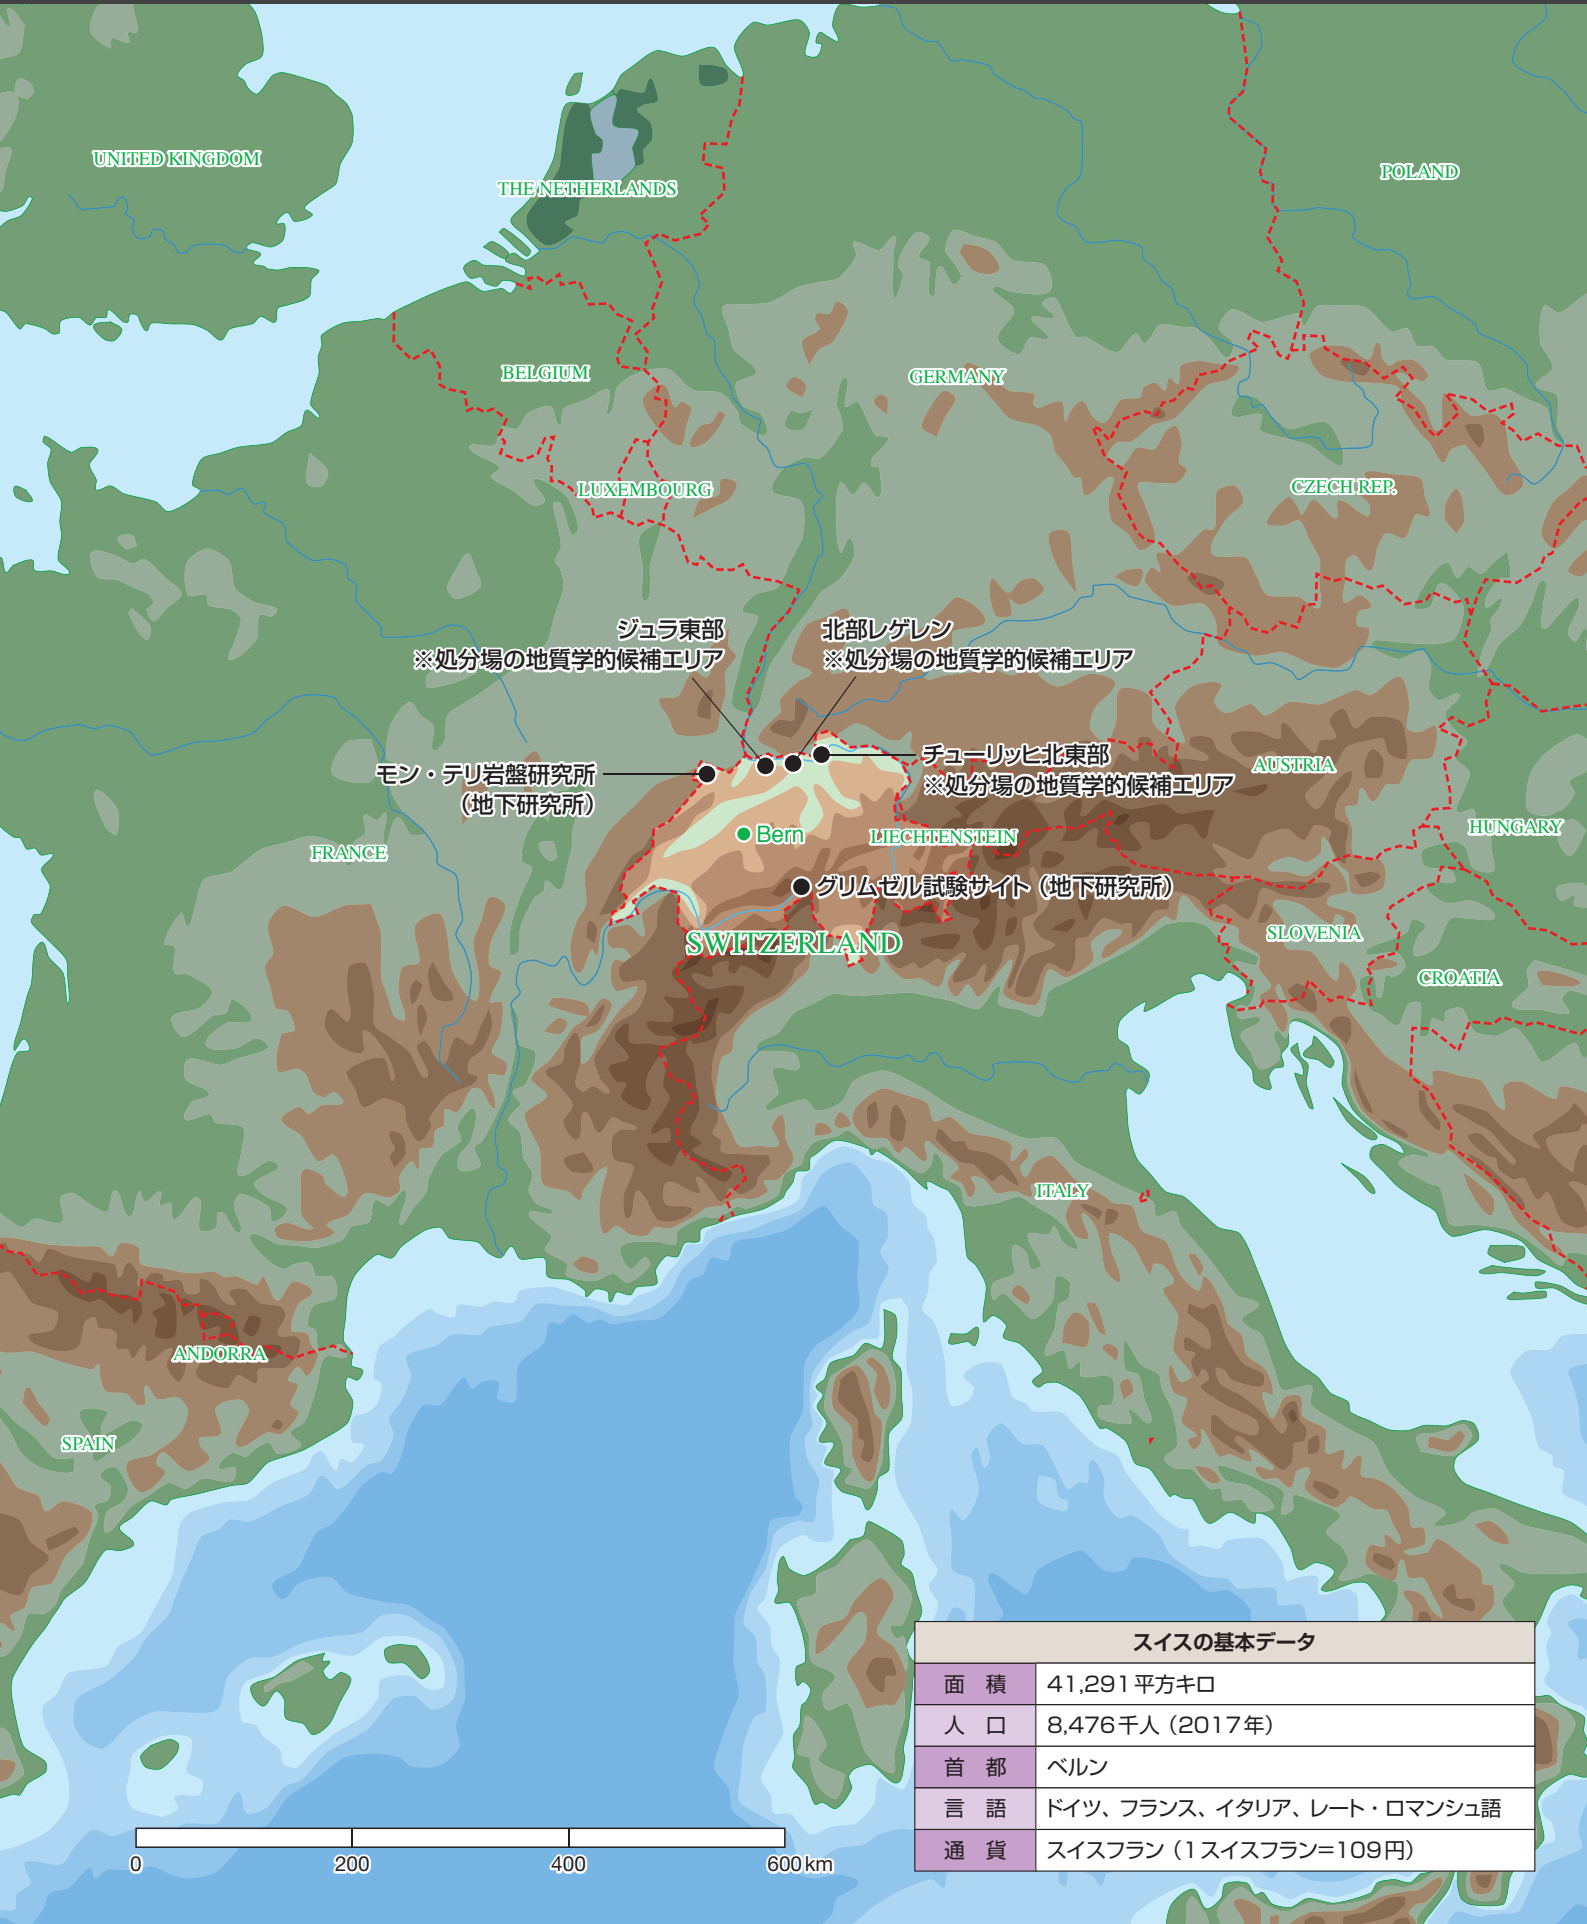 UNITED KINGDOM
THE NETHERLANDS
POLAND
BELGIUM
GERMANY
LUXEMBOURG
CZECH REP.
ジュラ東部
※処分場の地質学的候補エリア
北部レゲレン
※処分場の地質学的候補エリア
モン・テリ岩盤研究所
（地下研究所）
チューリッヒ北東部
※処分場の地質学的候補エリア
AUSTRIA
Bern
LIECHTENSTEIN
HUNGARY
FRANCE
グリムゼル試験サイト（地下研究所）
SWITZERLAND
SLOVENIA
CROATIA
ITALY
ANDORRA
SPAIN
スイスの基本データ
面 積 41,291平方キロ
人 口 8,476千人（2017年）
首 都 ベルン
言 語 ドイツ、フランス、イタリア、レート・ロマンシュ語
通 貨 スイスフラン（1スイスフラン=109円）
0 200 400 600km